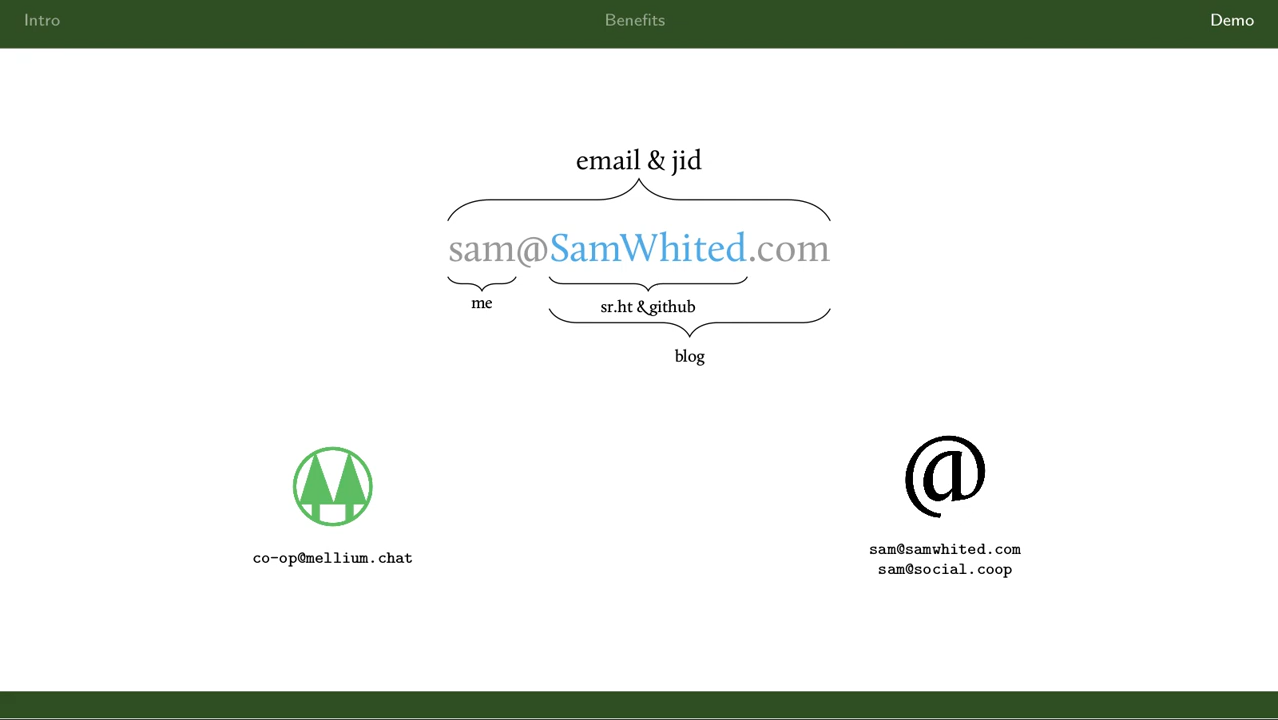 Intro Benefits Demo
email & jid
sam@SamWhited.com
me
sr.ht & github
blog
@
co-op@mellium.chat
sam@samwhited.com
sam@social.coop